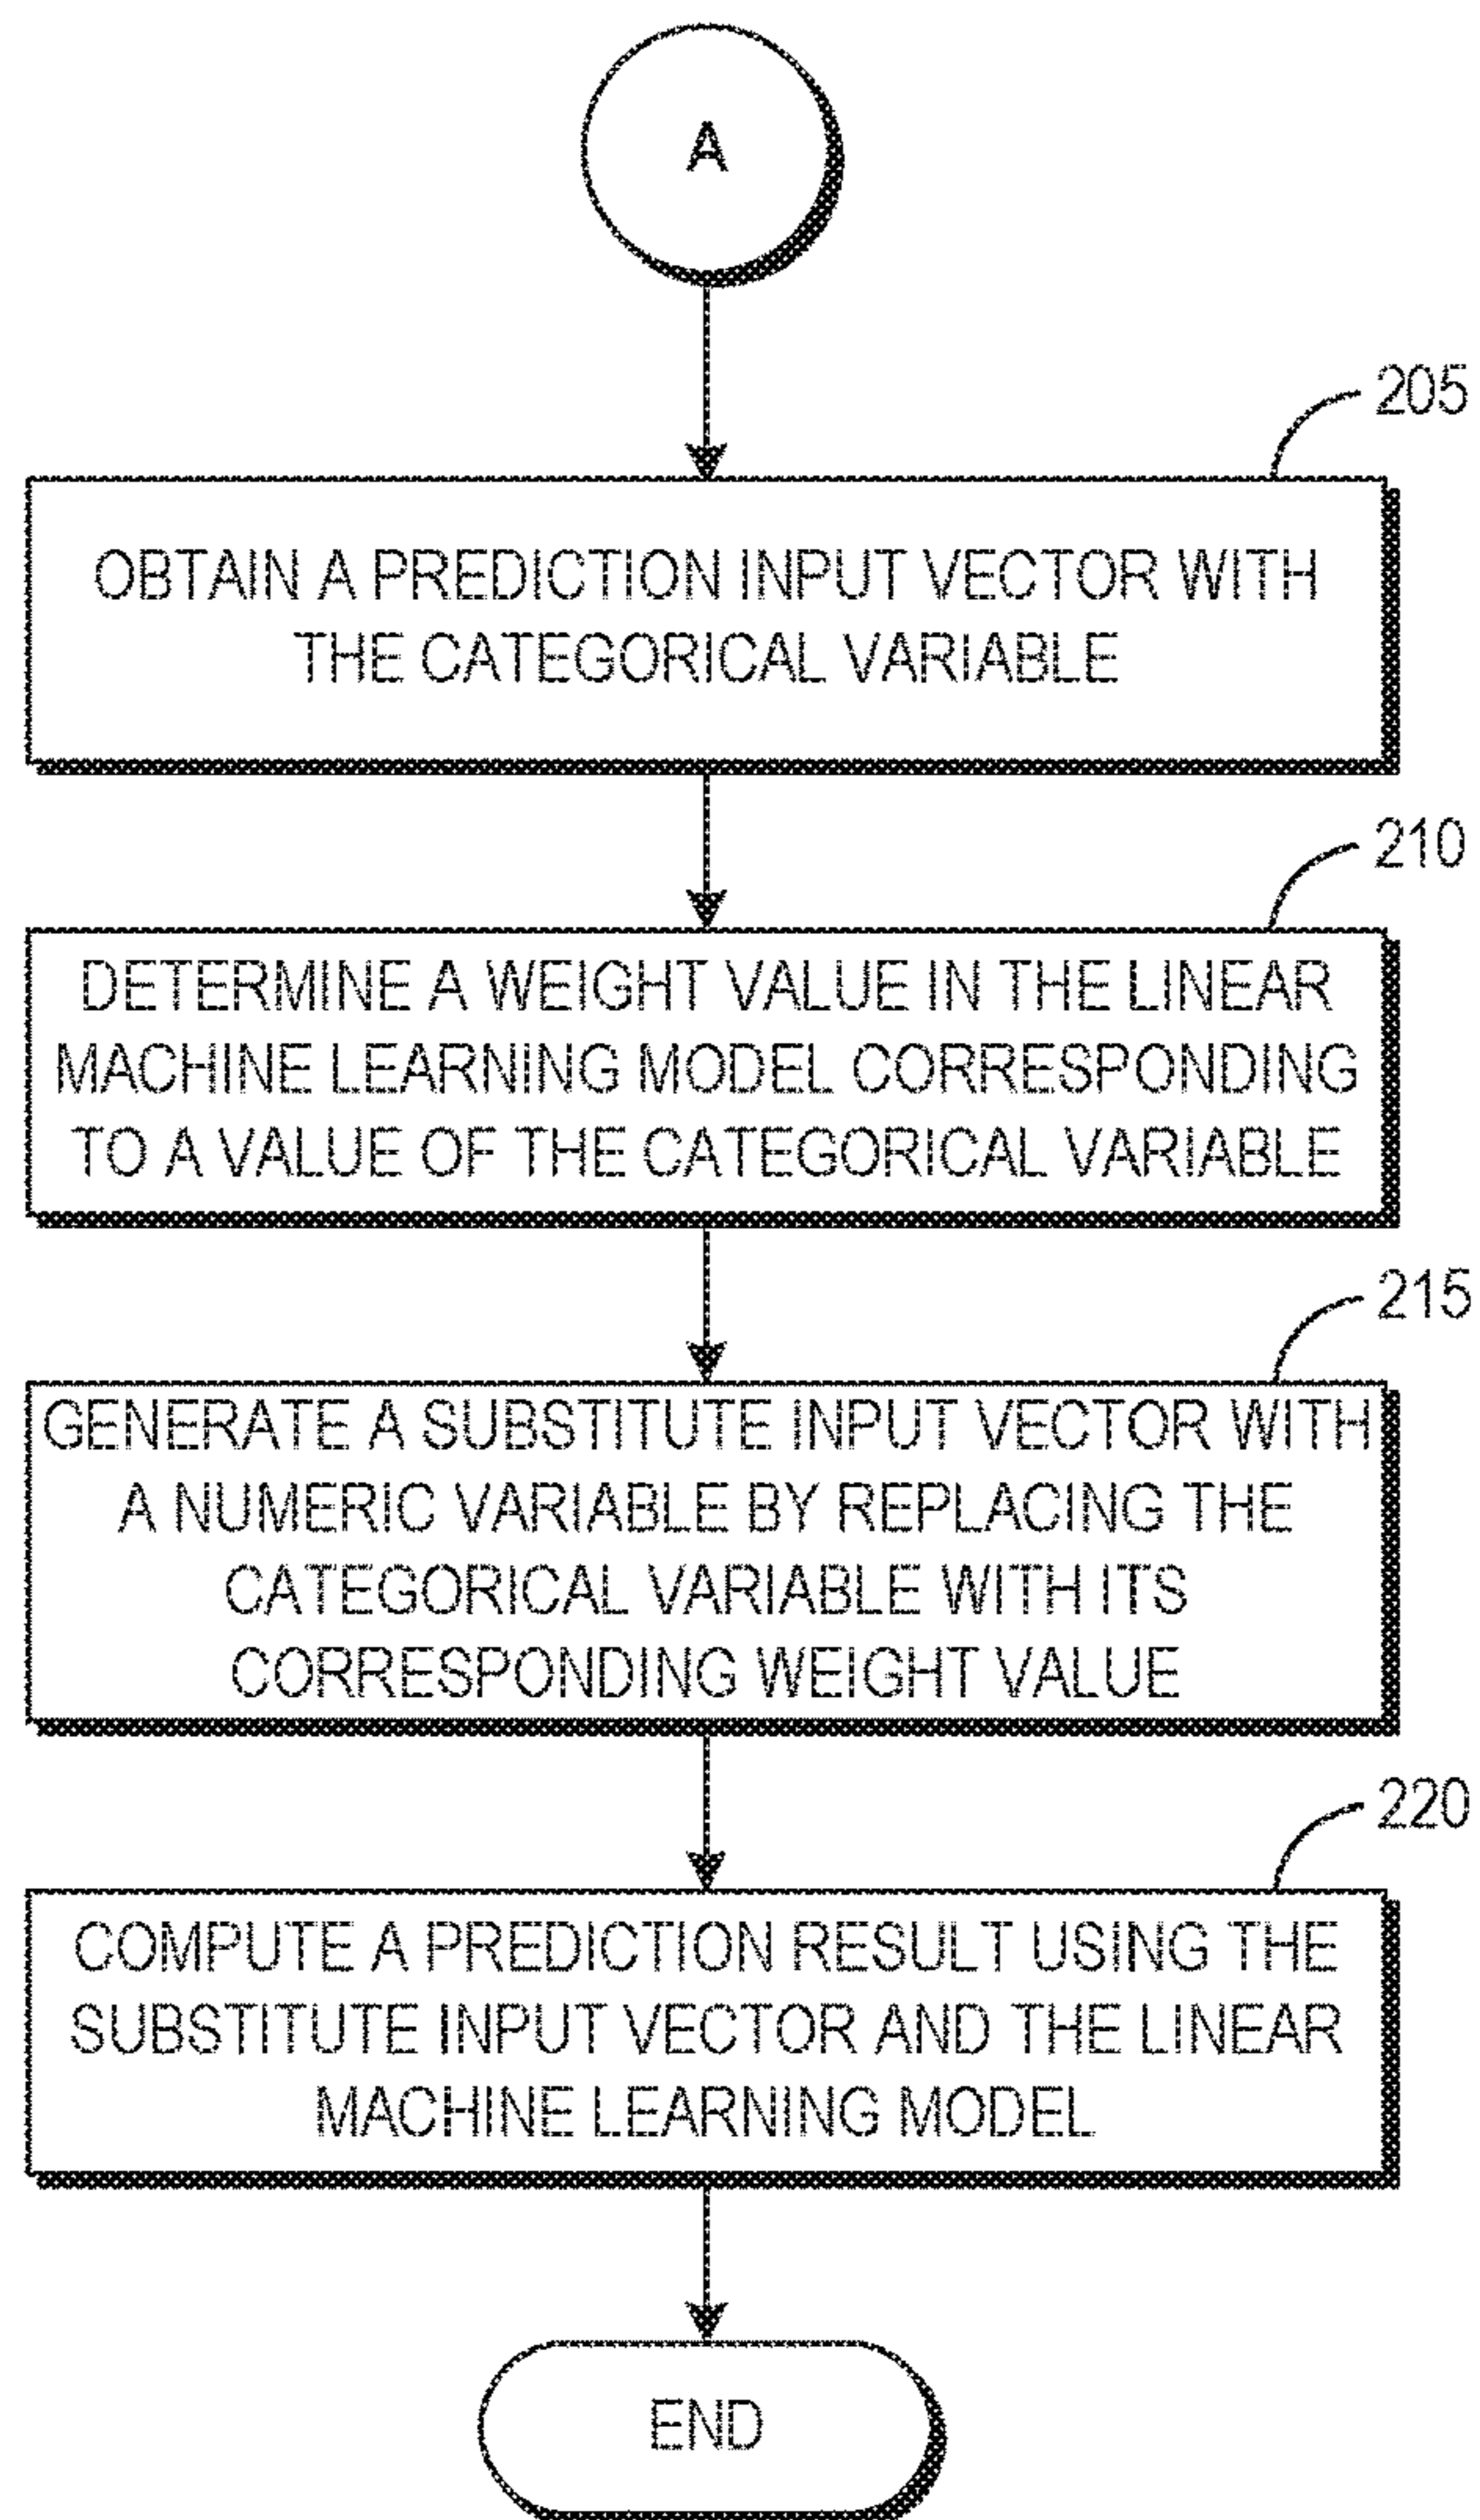 A
205
OBTAIN A PREDICTION INPUT VECTOR WITH
THE CATEGORICAL VARIABLE
210
DETERMINE A WEIGHT VALUE IN THE LINEAR
MACHINE LEARNING MODEL CORRESPONDING
TO A VALUE OF THE CATEGORICAL VARIABLE
215
GENERATE A SUBSTITUTE INPUT VECTOR WITH
A NUMERIC VARIABLE BY REPLACING THE
CATEGORICAL VARIABLE WITH ITS
CORRESPONDING WEIGHT VALUE
220
COMPUTE A PREDICTION RESULT USING THE
SUBSTITUTE INPUT VECTOR AND THE LINEAR
MACHINE LEARNING MODEL
END